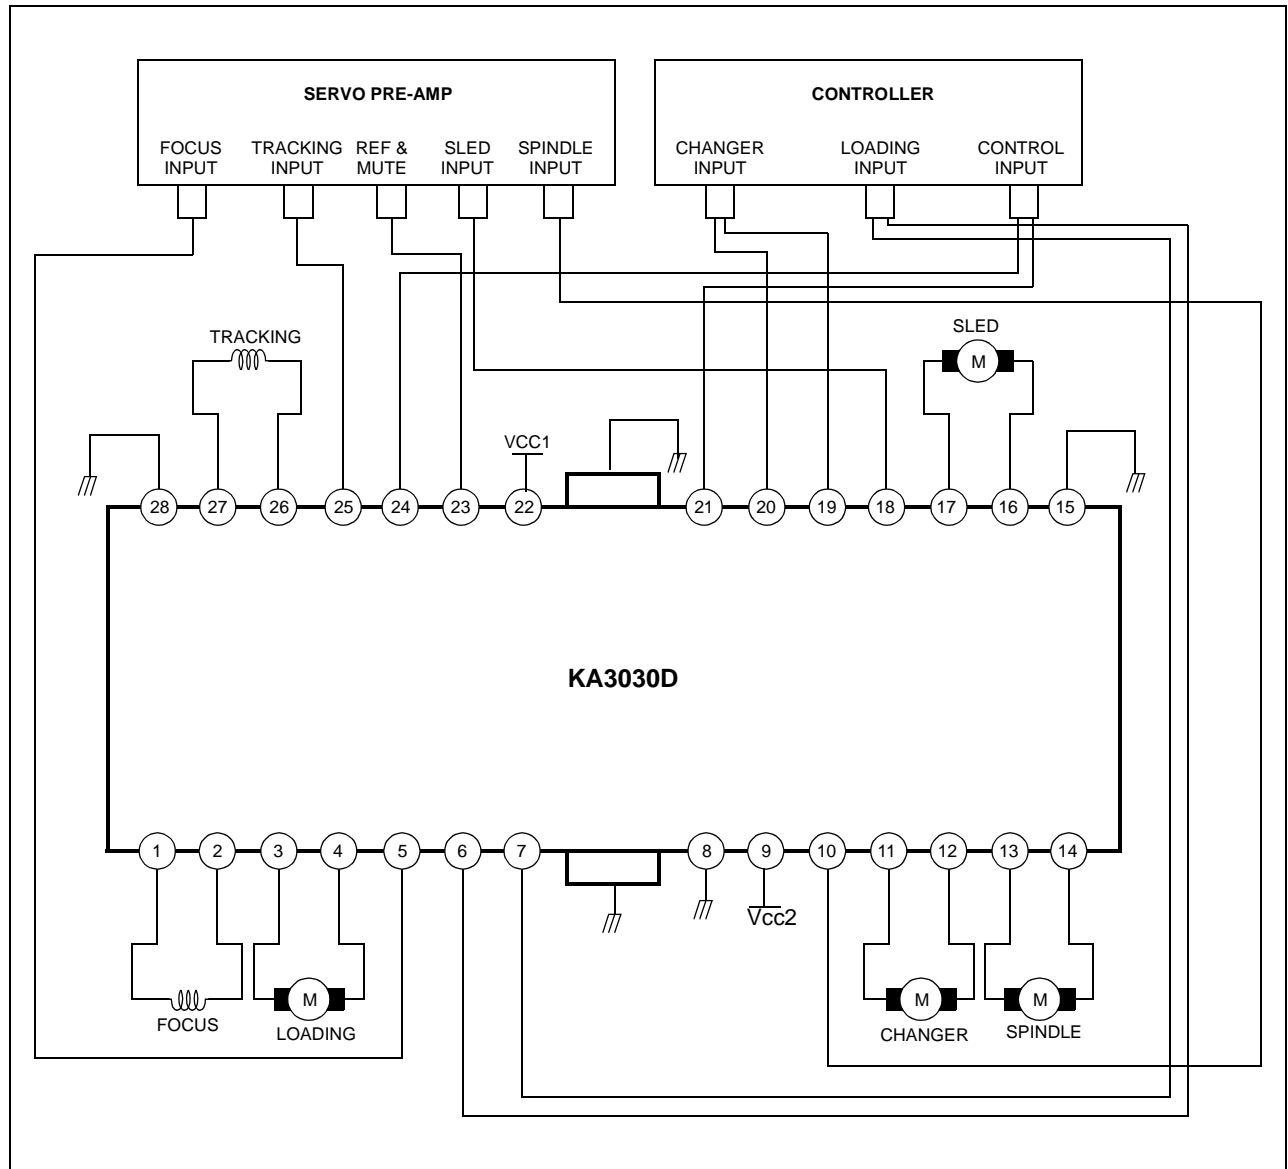 SERVO PRE-AMP
CONTROLLER
FOCUS INPUT
TRACKING INPUT
REF & MUTE
SLED INPUT
SPINDLE INPUT
CHANGER INPUT
LOADING INPUT
CONTROL INPUT
TRACKING
SLED
M
VCC1
28 27 26 25 24 23 22 21 20 19 18 17 16 15
KA3030D
1 2 3 4 5 6 7 8 9 10 11 12 13 14
Vcc2
M
M
M
FOCUS
LOADING
CHANGER
SPINDLE